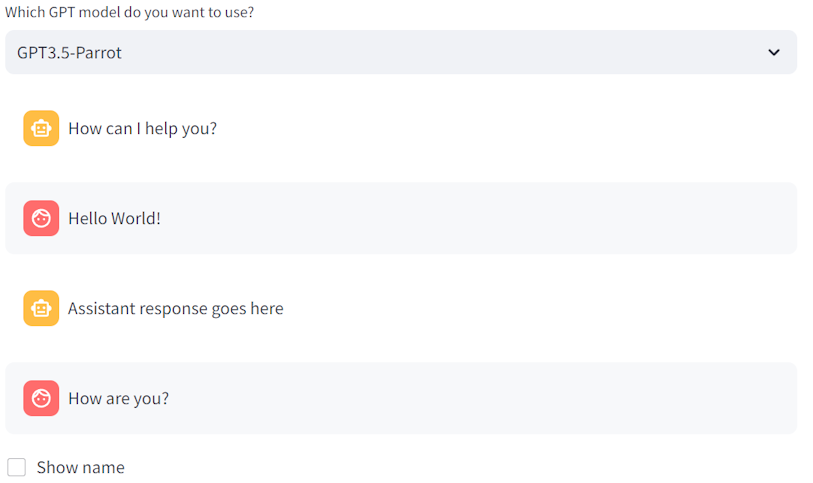 Which GPT model do you want to use?
GPT3.5-Parrot
How can I help you?
Hello World!
Assistant response goes here
How are you?
Show name